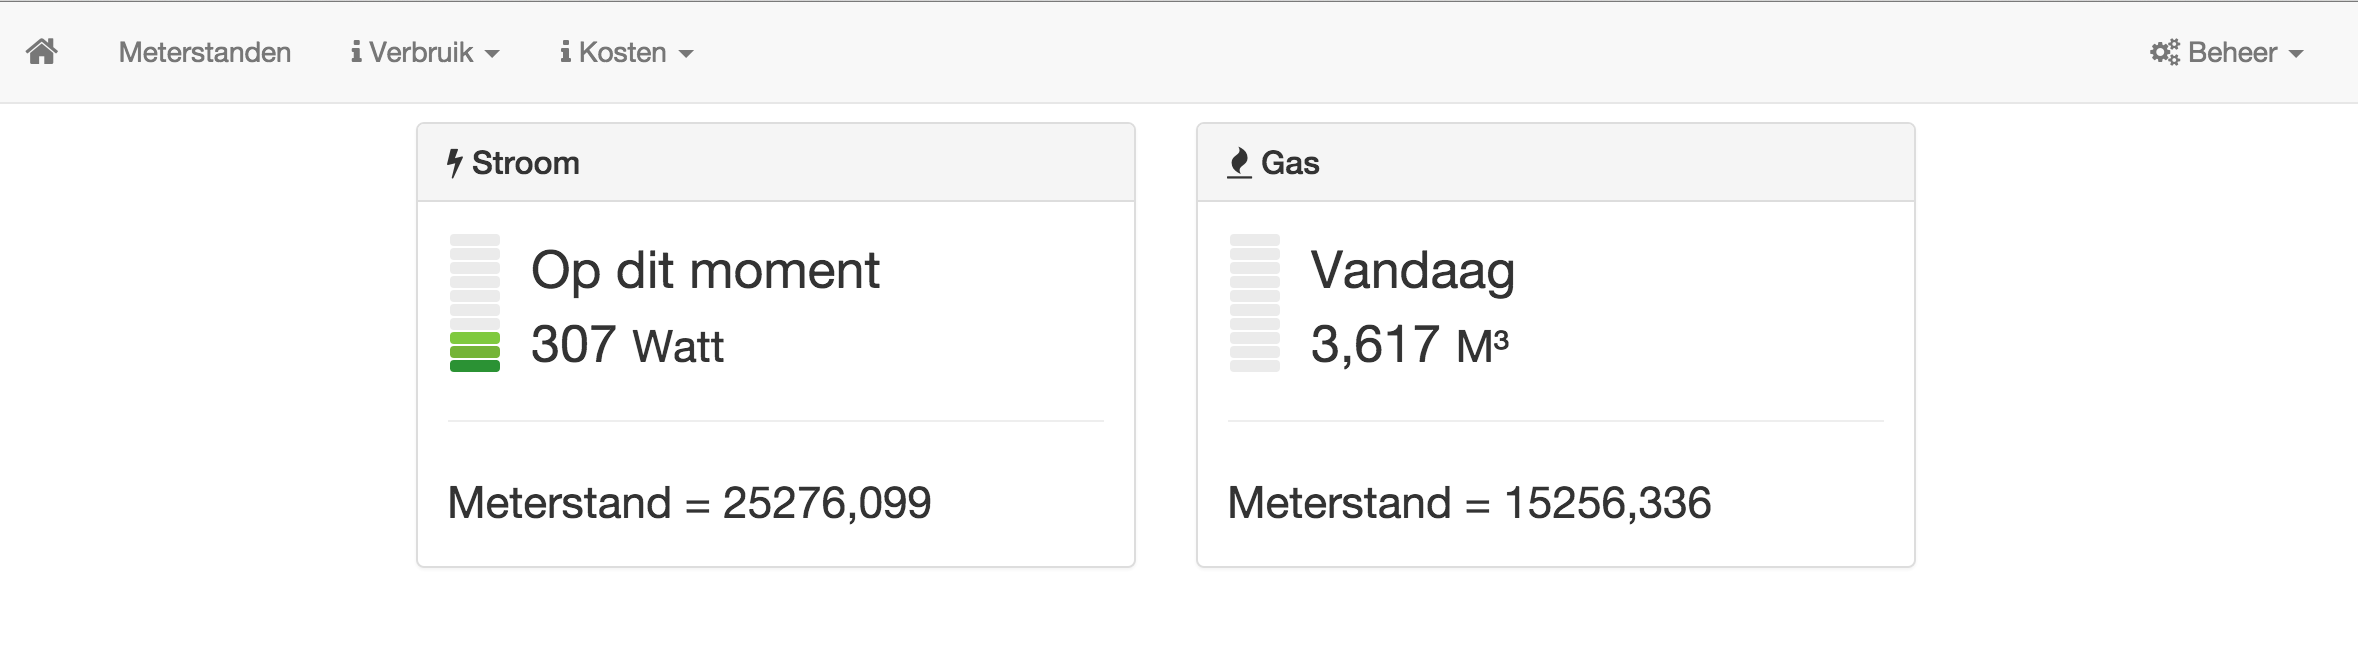 Meterstanden Verbruik Kosten Beheer
Stroom
Op dit moment
307 Watt
Meterstand = 25276,099
Gas
Vandaag
3,617 M³
Meterstand = 15256,336